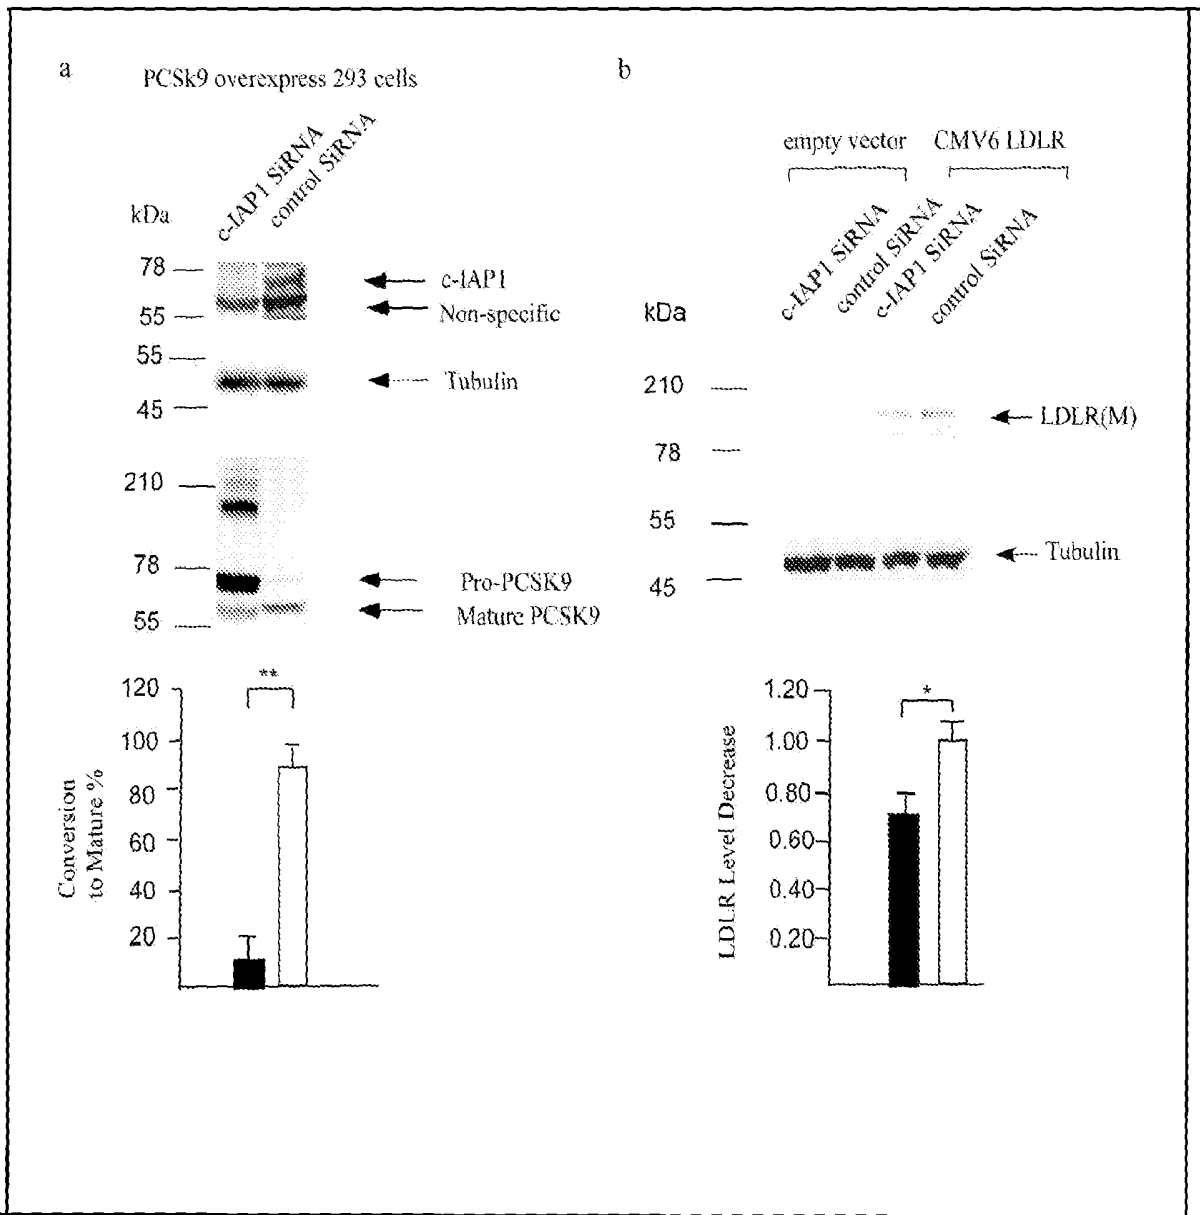 a
PCSk9 overexpress 293 cells
c-IAP1 SiRNA
control SiRNA
kDa
78
55
55
45
210
78
55
c-IAP1
Non-specific
Tubulin
Pro-PCSK9
Mature PCSK9
**
120
100
80
60
40
20
Conversion
to Mature %
b
empty vector
CMV6 LDLR
c-IAP1 SiRNA
control SiRNA
c-IAP1 SiRNA
control SiRNA
kDa
210
78
55
45
LDLR(M)
Tubulin
*
1.20
1.00
0.80
0.60
0.40
0.20
LDLR Level Decrease